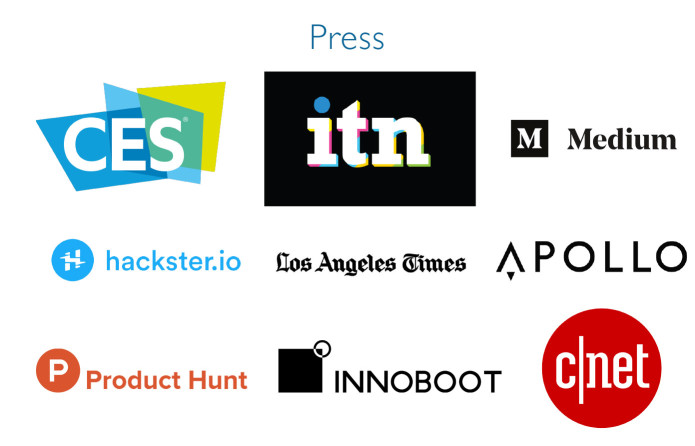 Press
CES®
itn
M Medium
hackster.io
Los Angeles Times
APOLLO
P Product Hunt
INNOBOOT
c|net